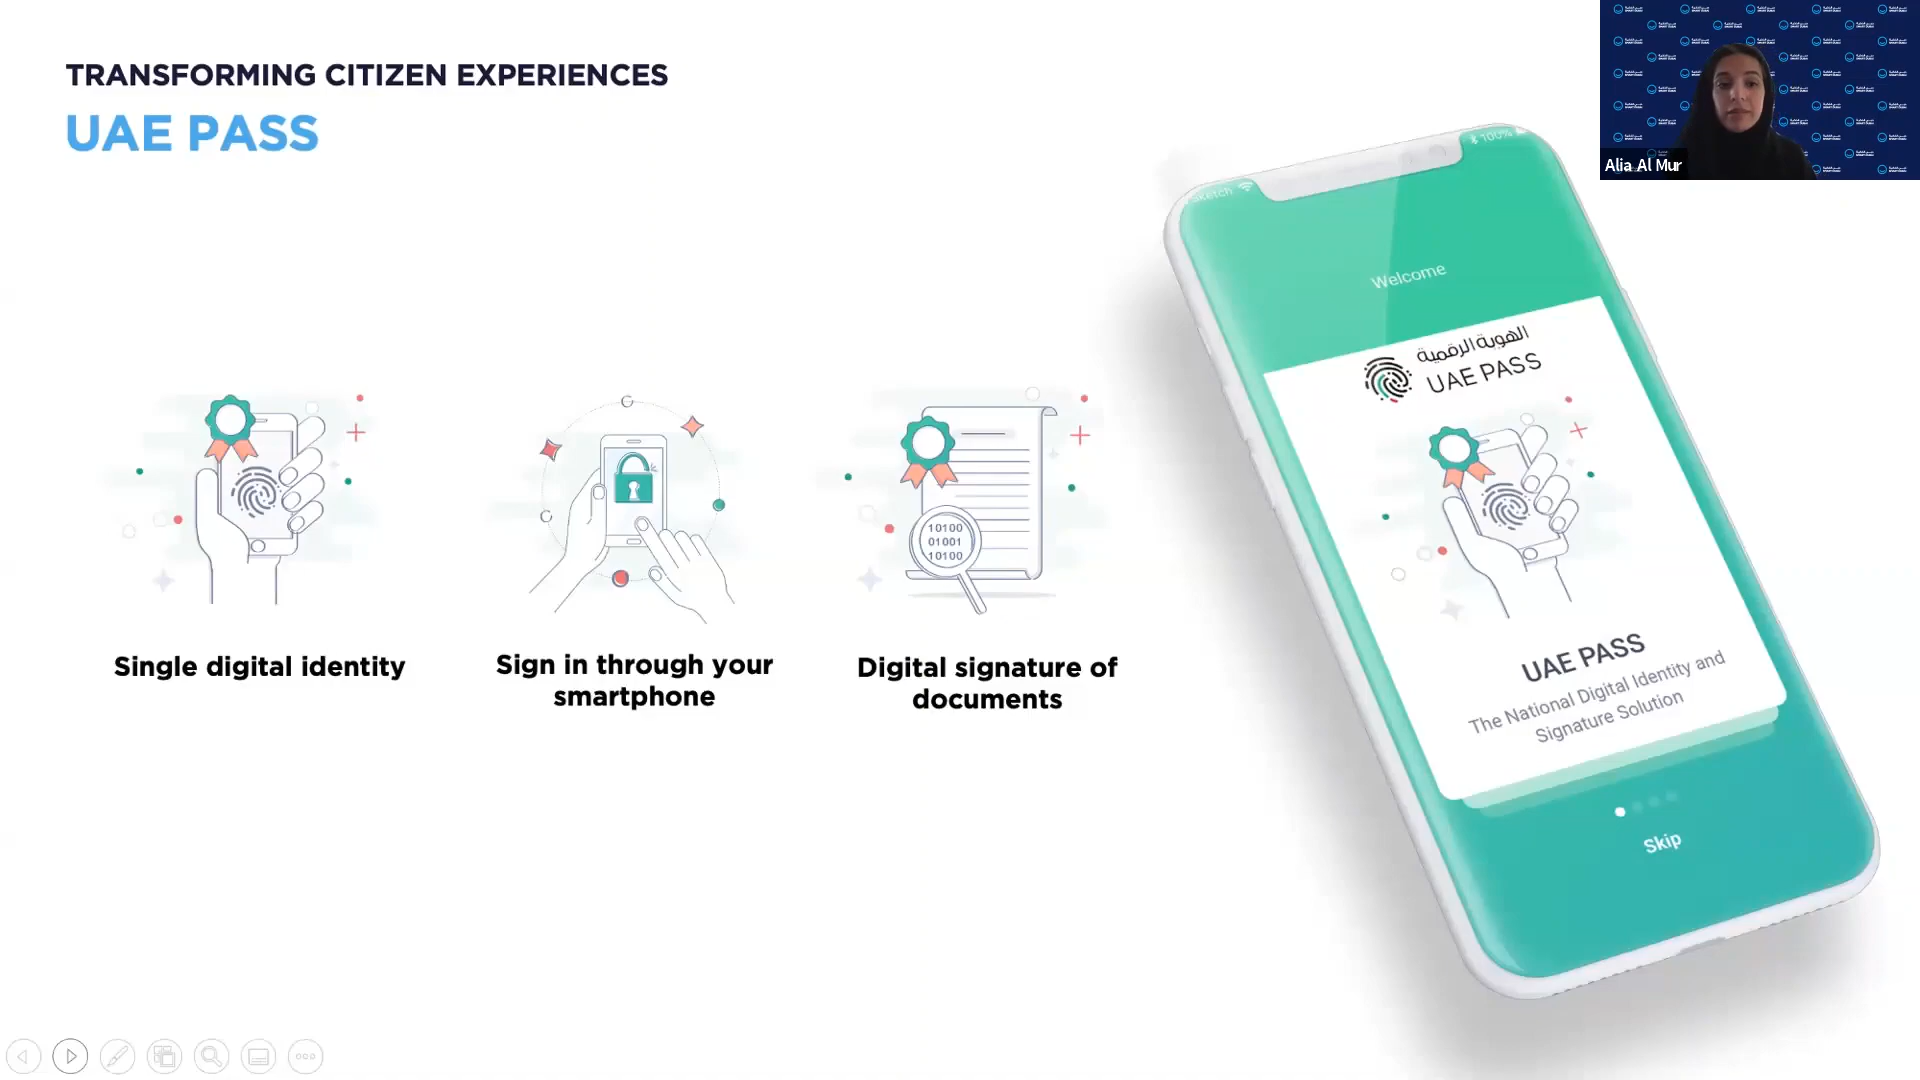 TRANSFORMING CITIZEN EXPERIENCES
UAE PASS
Alia Al Mur
Sketch
100%
Welcome
الهوية الرقمية
UAE PASS
10100
01001
10100
Single digital identity
Sign in through your
smartphone
Digital signature of
documents
UAE PASS
The National Digital Identity and
Signature Solution
Skip